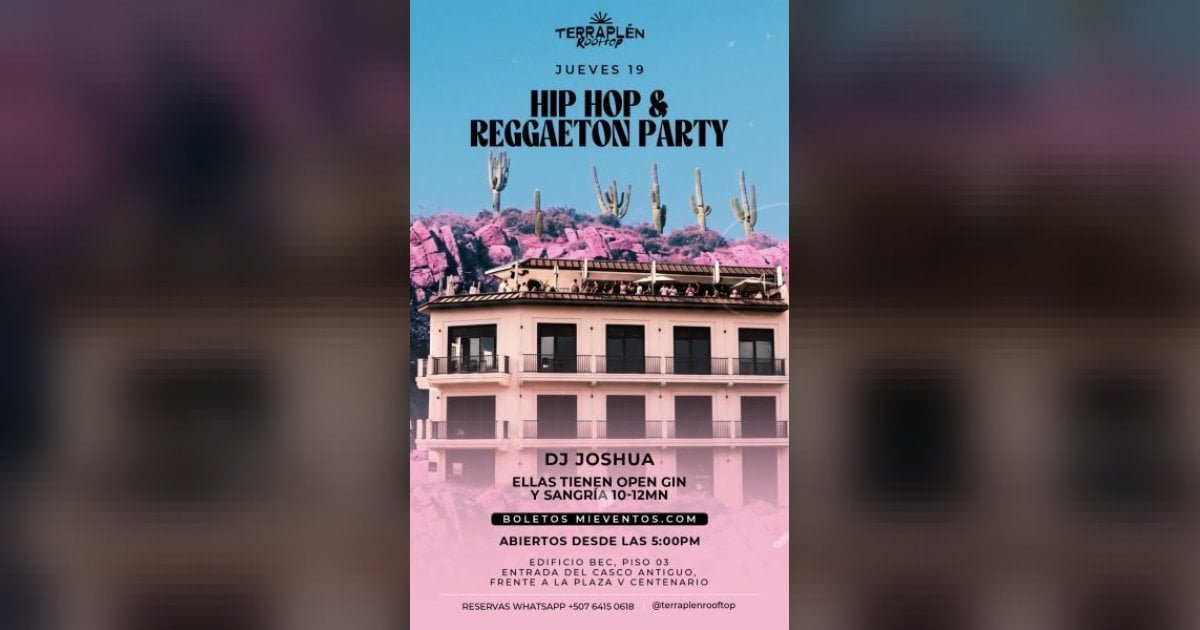 TERRAPLÉN
ROOFTOP
JUEVES 19
HIP HOP &
REGGAETON PARTY
DJ JOSHUA
ELLAS TIENEN OPEN GIN
Y SANGRÍA 10-12MN
BOLETOS MIEVENTOS.COM
ABIERTOS DESDE LAS 5:00PM
EDIFICIO BEC, PISO 03
ENTRADA DEL CASCO ANTIGUO,
FRENTE A LA PLAZA V CENTENARIO
RESERVAS WHATSAPP +507 6415 0618 @terraplenrooftop